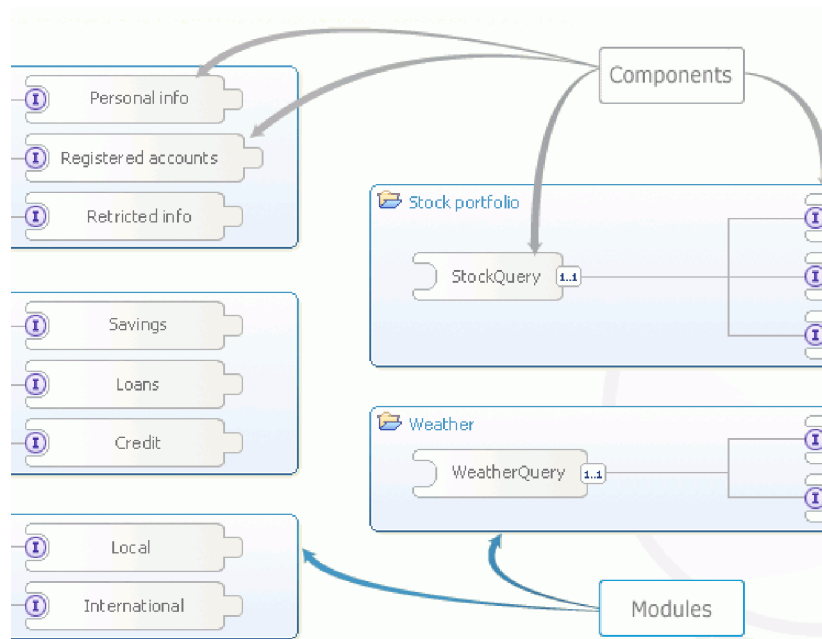 Components
I Personal info
I Registered accounts
I Retricted info
Stock portfolio
I
StockQuery 1..1 I
I
I Savings
I Loans
I Credit
Weather
I
WeatherQuery 1..1
I
I Local
I International
Modules